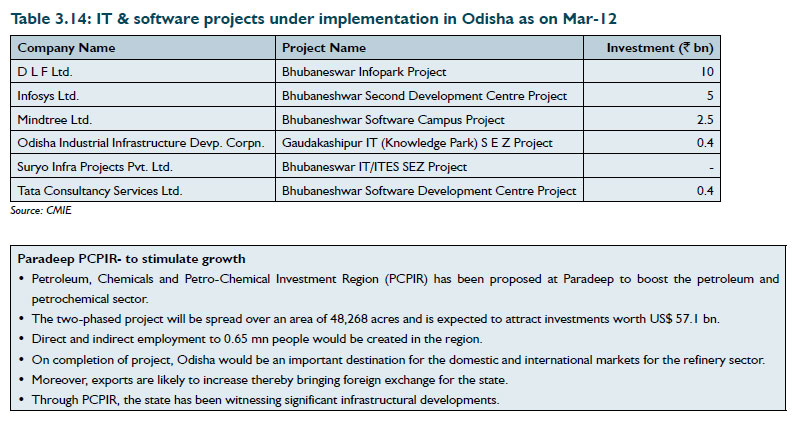 Table 3.14: IT & software projects under implementation in Odisha as on Mar-12
Company Name Project Name Investment (₹ bn)
D L F Ltd. Bhubaneswar Infopark Project 10
Infosys Ltd. Bhubaneshwar Second Development Centre Project 5
Mindtree Ltd. Bhubaneshwar Software Campus Project 2.5
Odisha Industrial Infrastructure Devp. Corpn. Gaudakashipur IT (Knowledge Park) S E Z Project 0.4
Suryo Infra Projects Pvt. Ltd. Bhubaneswar IT/ITES SEZ Project -
Tata Consultancy Services Ltd. Bhubaneshwar Software Development Centre Project 0.4
Source: CMIE
Paradeep PCPIR- to stimulate growth
• Petroleum, Chemicals and Petro-Chemical Investment Region (PCPIR) has been proposed at Paradeep to boost the petroleum and
petrochemical sector.
• The two-phased project will be spread over an area of 48,268 acres and is expected to attract investments worth US$ 57.1 bn.
• Direct and indirect employment to 0.65 mn people would be created in the region.
• On completion of project, Odisha would be an important destination for the domestic and international markets for the refinery sector.
• Moreover, exports are likely to increase thereby bringing foreign exchange for the state.
• Through PCPIR, the state has been witnessing significant infrastructural developments.